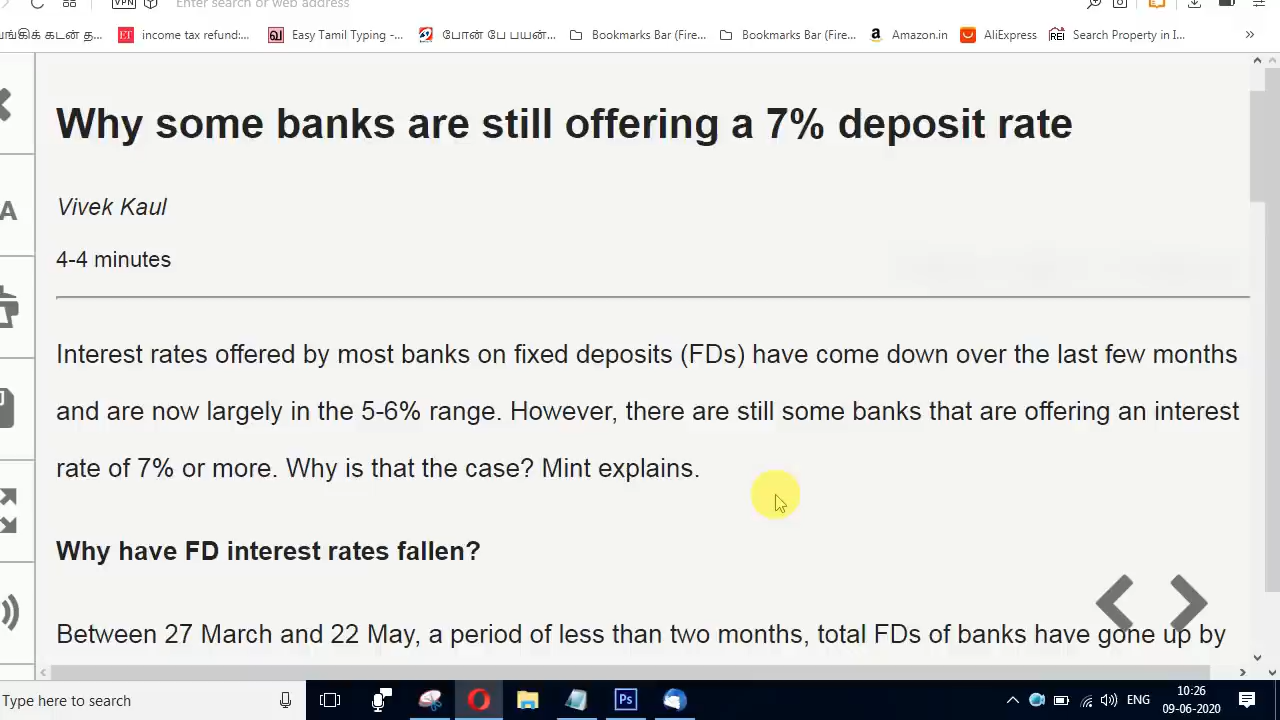 VPN
Enter search or web address
ங்க் கடன் த...
income tax refund:...
Easy Tamil Typing -...
போன் பே பயன்...
Bookmarks Bar (Fire...
Bookmarks Bar (Fire...
Amazon.in
AliExpress
Search Property in I...
»
Why some banks are still offering a 7% deposit rate
Vivek Kaul
4-4 minutes
Interest rates offered by most banks on fixed deposits (FDs) have come down over the last few months
and are now largely in the 5-6% range. However, there are still some banks that are offering an interest
rate of 7% or more. Why is that the case? Mint explains.
Why have FD interest rates fallen?
Between 27 March and 22 May, a period of less than two months, total FDs of banks have gone up by
A
Type here to search
Ps
ENG
10:26
09-06-2020